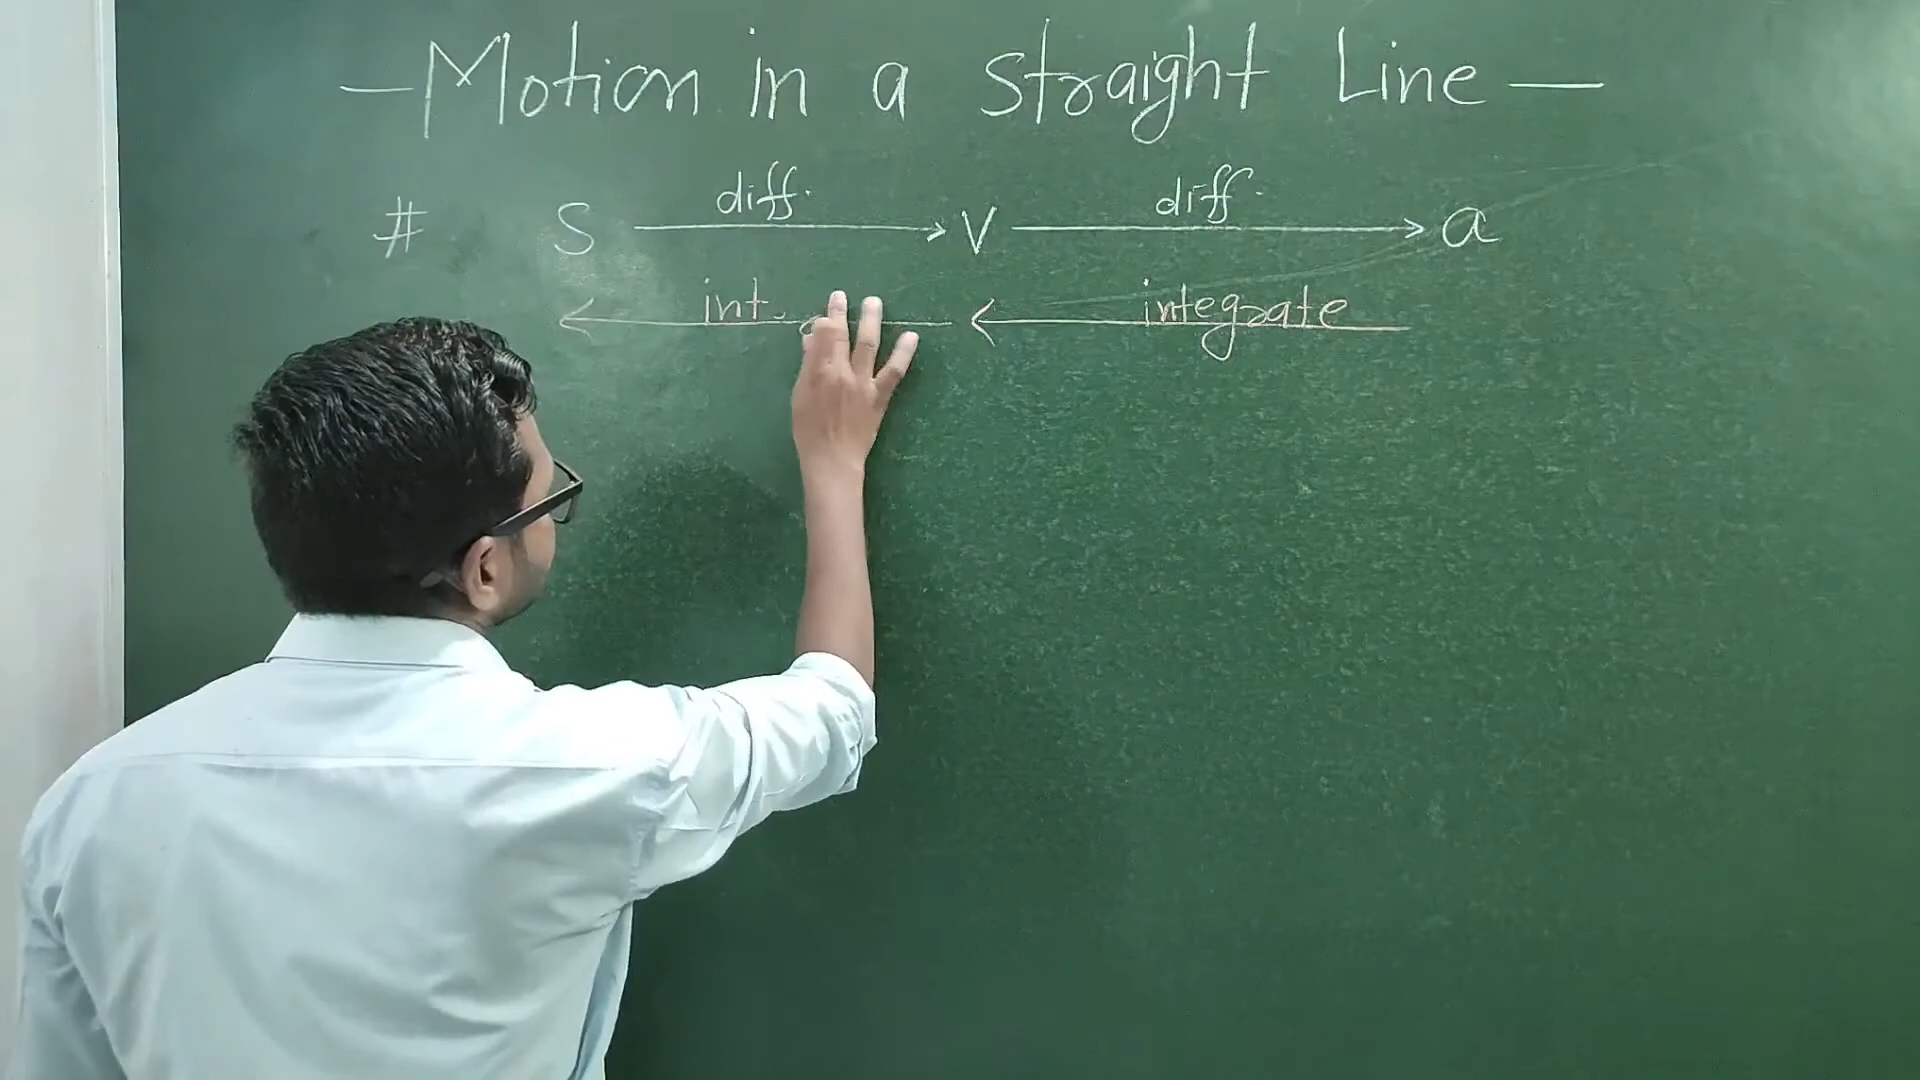 — Motion in a Straight Line —
diff. diff.
# S → V → a
int. integrate
← ←